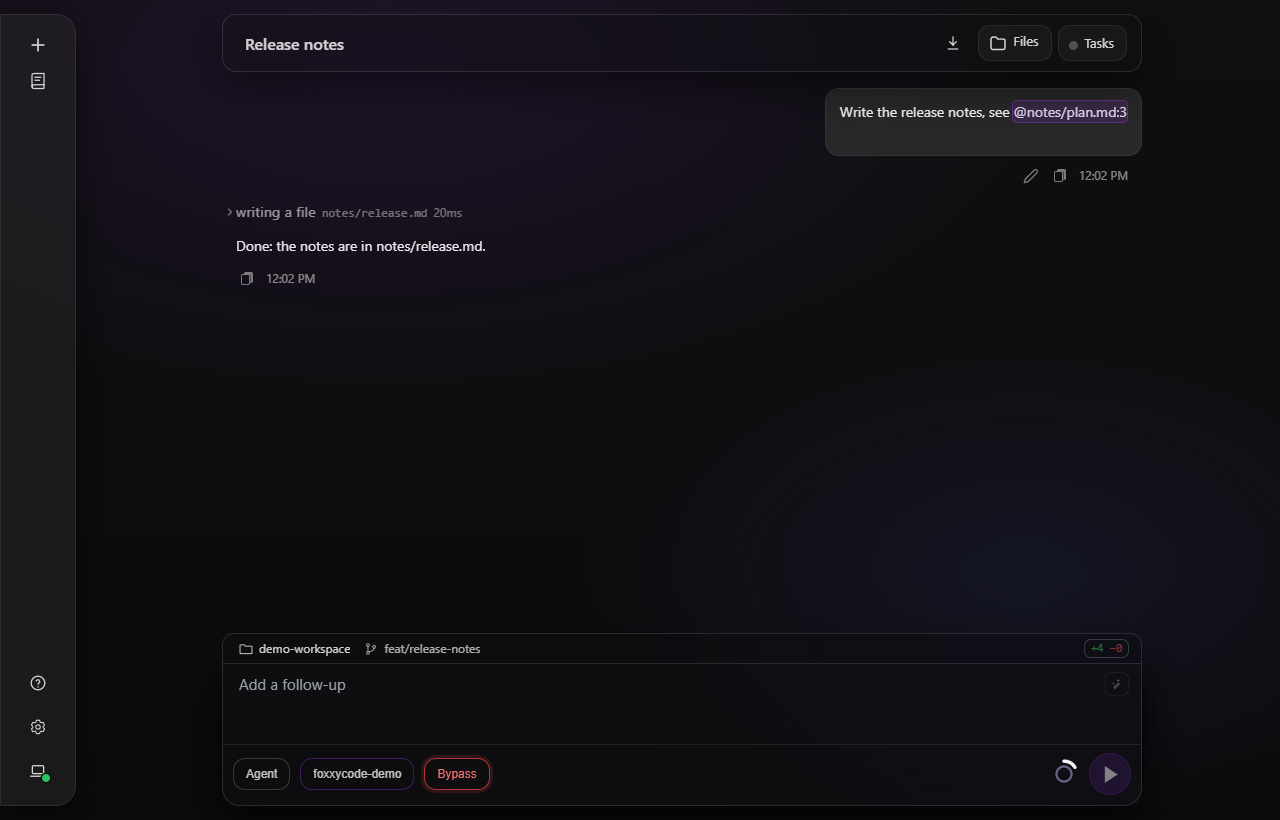 Release notes
Files
Tasks
Write the release notes, see @notes/plan.md:3
12:02 PM
writing a file notes/release.md 20ms
Done: the notes are in notes/release.md.
12:02 PM
demo-workspace feat/release-notes +4 −0
Add a follow-up
Agent
foxxycode-demo
Bypass